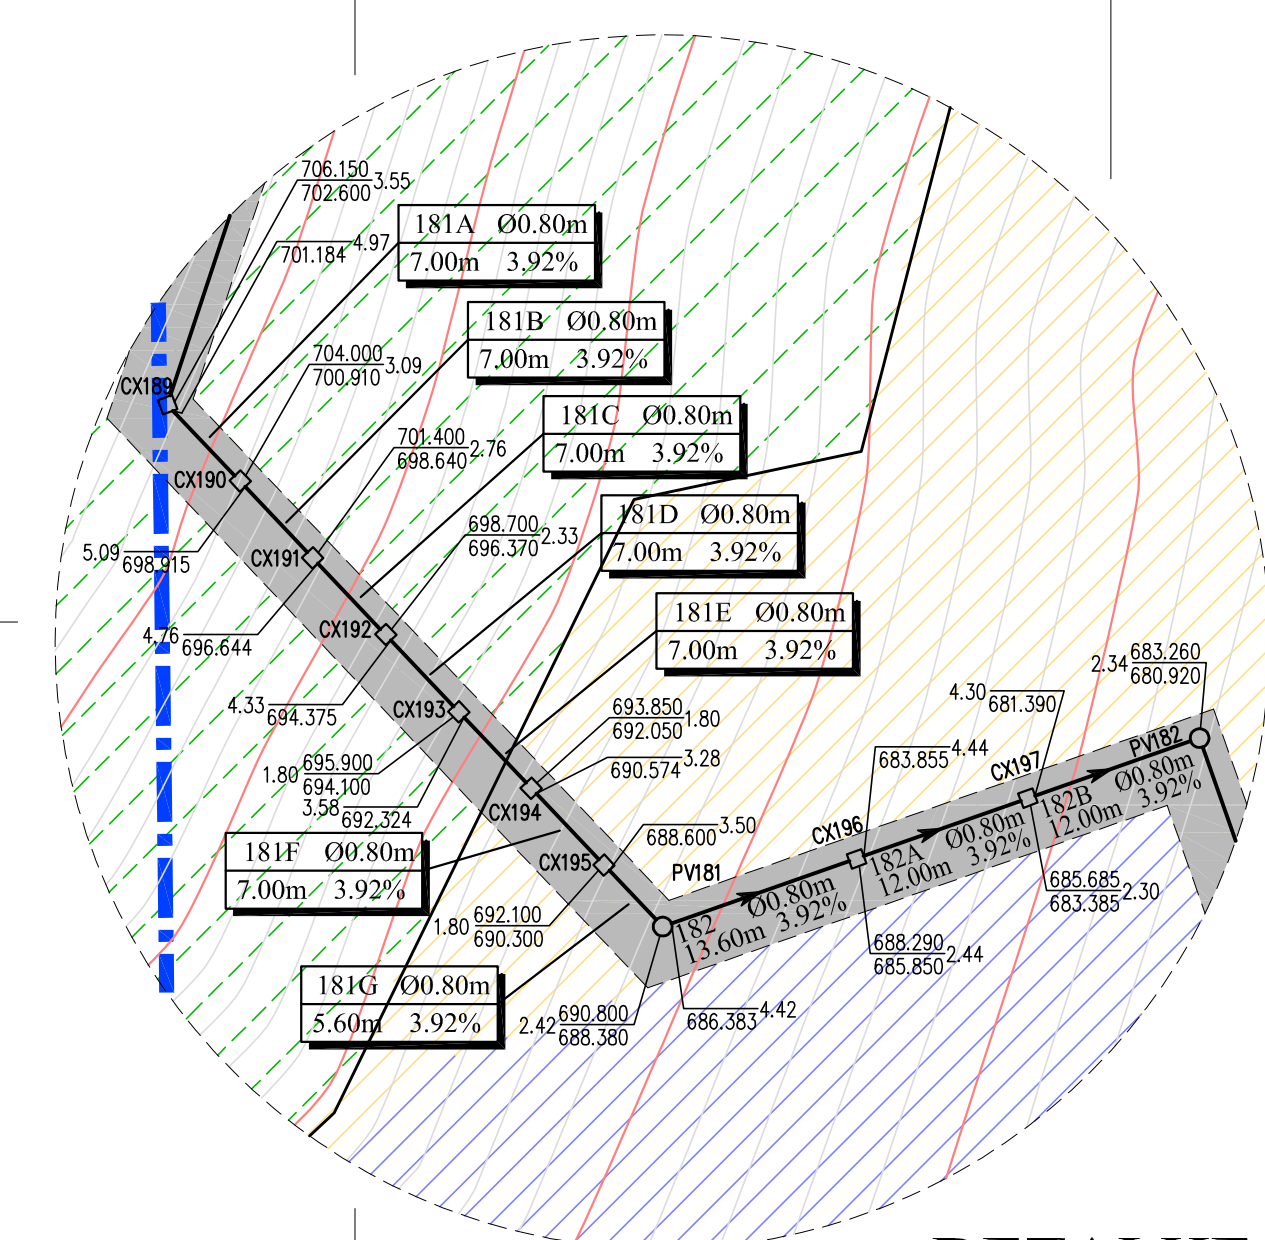 706.150
702.600 3.55
701.184 4.97
181A Ø0.80m
7.00m 3.92%
181B Ø0.80m
7.00m 3.92%
704.000
700.910 3.09
CX189
181C Ø0.80m
7.00m 3.92%
701.400
698.640 2.76
CX190
181D Ø0.80m
7.00m 3.92%
698.700
696.370 2.33
5.09 698.915
CX191
181E Ø0.80m
7.00m 3.92%
4.76 696.644
CX192
683.260
2.34 680.920
4.30 681.390
4.33 694.375
CX193
693.850
692.050 1.80
690.574 3.28
683.855 4.44
PV182
CX197
695.900
1.80 694.100
3.58 692.324
CX194
182B Ø0.80m
12.00m 3.92%
CX196
182A Ø0.80m
12.00m 3.92%
181F Ø0.80m
7.00m 3.92%
688.600 3.50
CX195
PV181
685.685
683.385 2.30
692.100
1.80 690.300
182 Ø0.80m
13.60m 3.92%
688.290
685.850 2.44
181G Ø0.80m
5.60m 3.92%
690.800
2.42 688.380
686.383 4.42